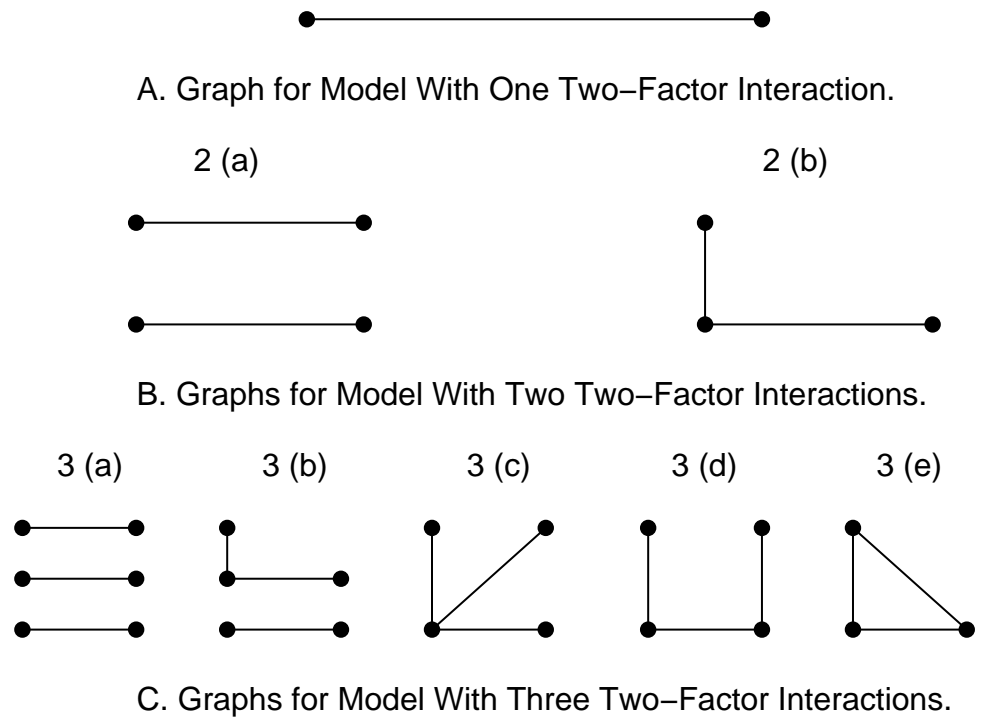 A. Graph for Model With One Two−Factor Interaction.
2 (a) 2 (b)
B. Graphs for Model With Two Two−Factor Interactions.
3 (a) 3 (b) 3 (c) 3 (d) 3 (e)
C. Graphs for Model With Three Two−Factor Interactions.